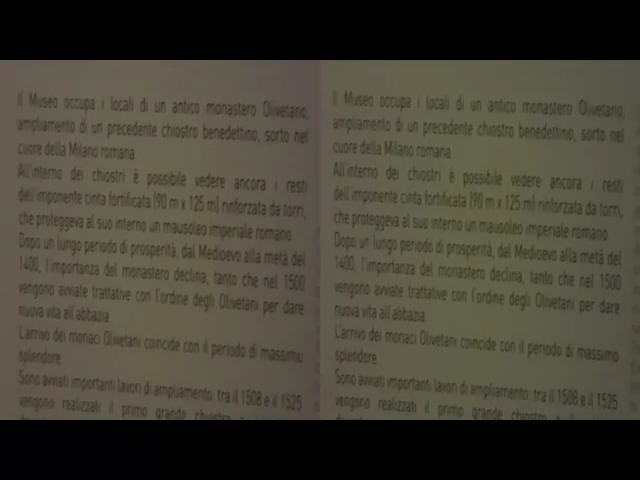 Il Museo occupa i locali di un antico monastero Olivetano,
ampliamento di un precedente chiostro benedettino, sorto nel
cuore della Milano romana.
All'interno dei chiostri è possibile vedere ancora i resti
dell'imponente cinta fortificata (90 m x 125 m) rinforzata da torri,
che proteggeva al suo interno un mausoleo imperiale romano.
Dopo un lungo periodo di prosperità, dal Medioevo alla metà del
1400, l'importanza del monastero declina, tanto che nel 1500
vengono avviate trattative con l'ordine degli Olivetani per dare
nuova vita all'abbazia.
L'arrivo dei monaci Olivetani coincide con il periodo di massimo
splendore.
Sono avviati importanti lavori di ampliamento: tra il 1508 e il 1525
vengono realizzati il primo grande chiostro
Il Museo occupa i locali di un antico monastero Olivetano,
ampliamento di un precedente chiostro benedettino, sorto nel
cuore della Milano romana.
All'interno dei chiostri è possibile vedere ancora i resti
dell'imponente cinta fortificata (90 m x 125 m) rinforzata da torri,
che proteggeva al suo interno un mausoleo imperiale romano.
Dopo un lungo periodo di prosperità, dal Medioevo alla metà del
1400, l'importanza del monastero declina, tanto che nel 1500
vengono avviate trattative con l'ordine degli Olivetani per dare
nuova vita all'abbazia.
L'arrivo dei monaci Olivetani coincide con il periodo di massimo
splendore.
Sono avviati importanti lavori di ampliamento: tra il 1508 e il 1525
vengono realizzati il primo grande chiostro